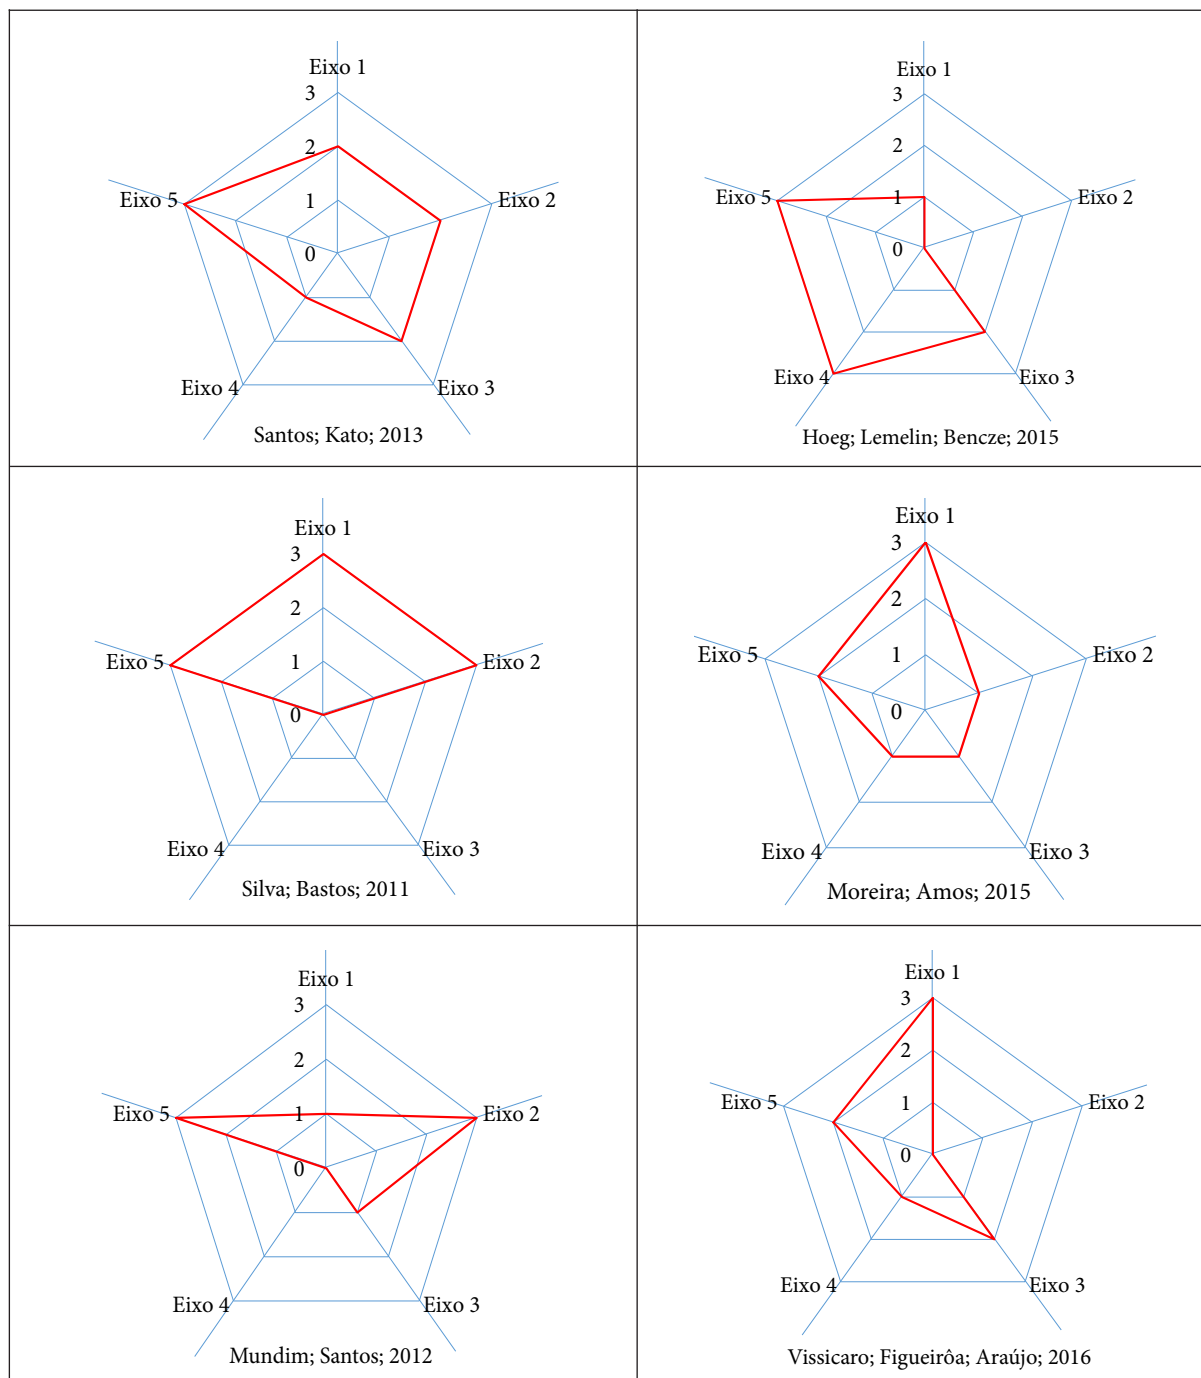 Eixo 1
3
2
1
0
Eixo 2
Eixo 5
Eixo 4
Eixo 3
Santos; Kato; 2013
Eixo 1
3
2
1
0
Eixo 2
Eixo 5
Eixo 4
Eixo 3
Hoeg; Lemelin; Bencze; 2015
Eixo 1
3
2
1
0
Eixo 2
Eixo 5
Eixo 4
Eixo 3
Silva; Bastos; 2011
Eixo 1
3
2
1
0
Eixo 2
Eixo 5
Eixo 4
Eixo 3
Moreira; Amos; 2015
Eixo 1
3
2
1
0
Eixo 2
Eixo 5
Eixo 4
Eixo 3
Mundim; Santos; 2012
Eixo 1
3
2
1
0
Eixo 2
Eixo 5
Eixo 4
Eixo 3
Vissicaro; Figueirôa; Araújo; 2016